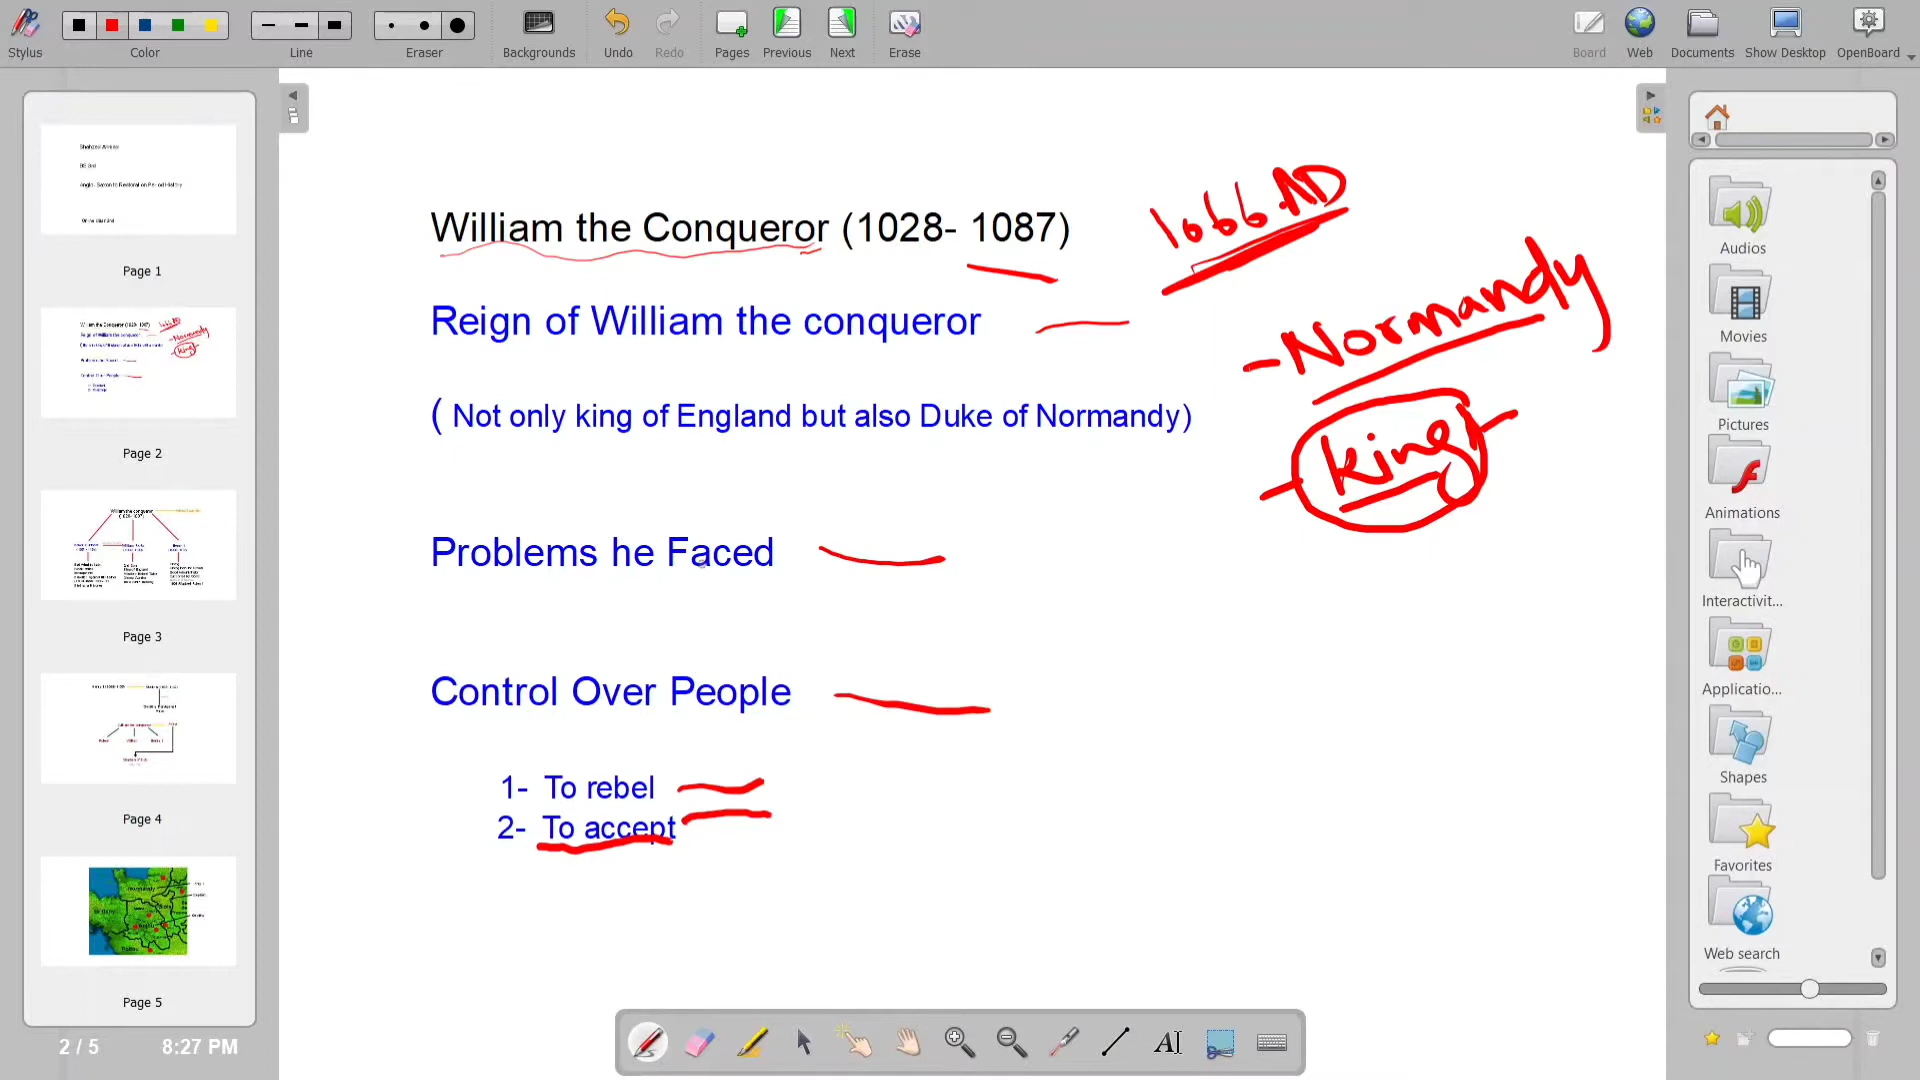 Stylus
Color
Line
Eraser
Backgrounds
Undo
Redo
Pages
Previous
Next
Erase
Board
Web
Documents
Show Desktop
OpenBoard
Page 1
Page 2
Page 3
Page 4
Page 5
2 / 5
8:27 PM
William the Conqueror (1028- 1087)
1066 AD
Reign of William the conqueror
-Normandy
( Not only king of England but also Duke of Normandy)
king
Problems he Faced
Control Over People
1- To rebel
2- To accept
Audios
Movies
Pictures
Animations
Interactivit...
Applicatio...
Shapes
Favorites
Web search